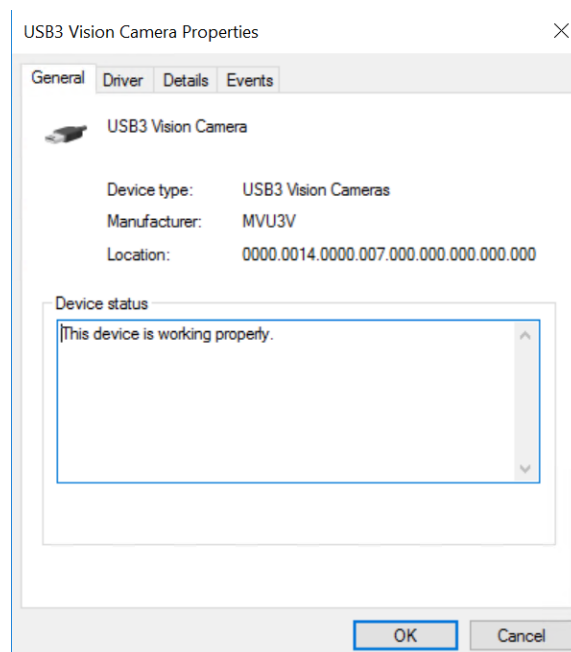 USB3 Vision Camera Properties
General Driver Details Events
USB3 Vision Camera
Device type: USB3 Vision Cameras
Manufacturer: MVU3V
Location: 0000.0014.0000.007.000.000.000.000.000
Device status
This device is working properly.
OK Cancel